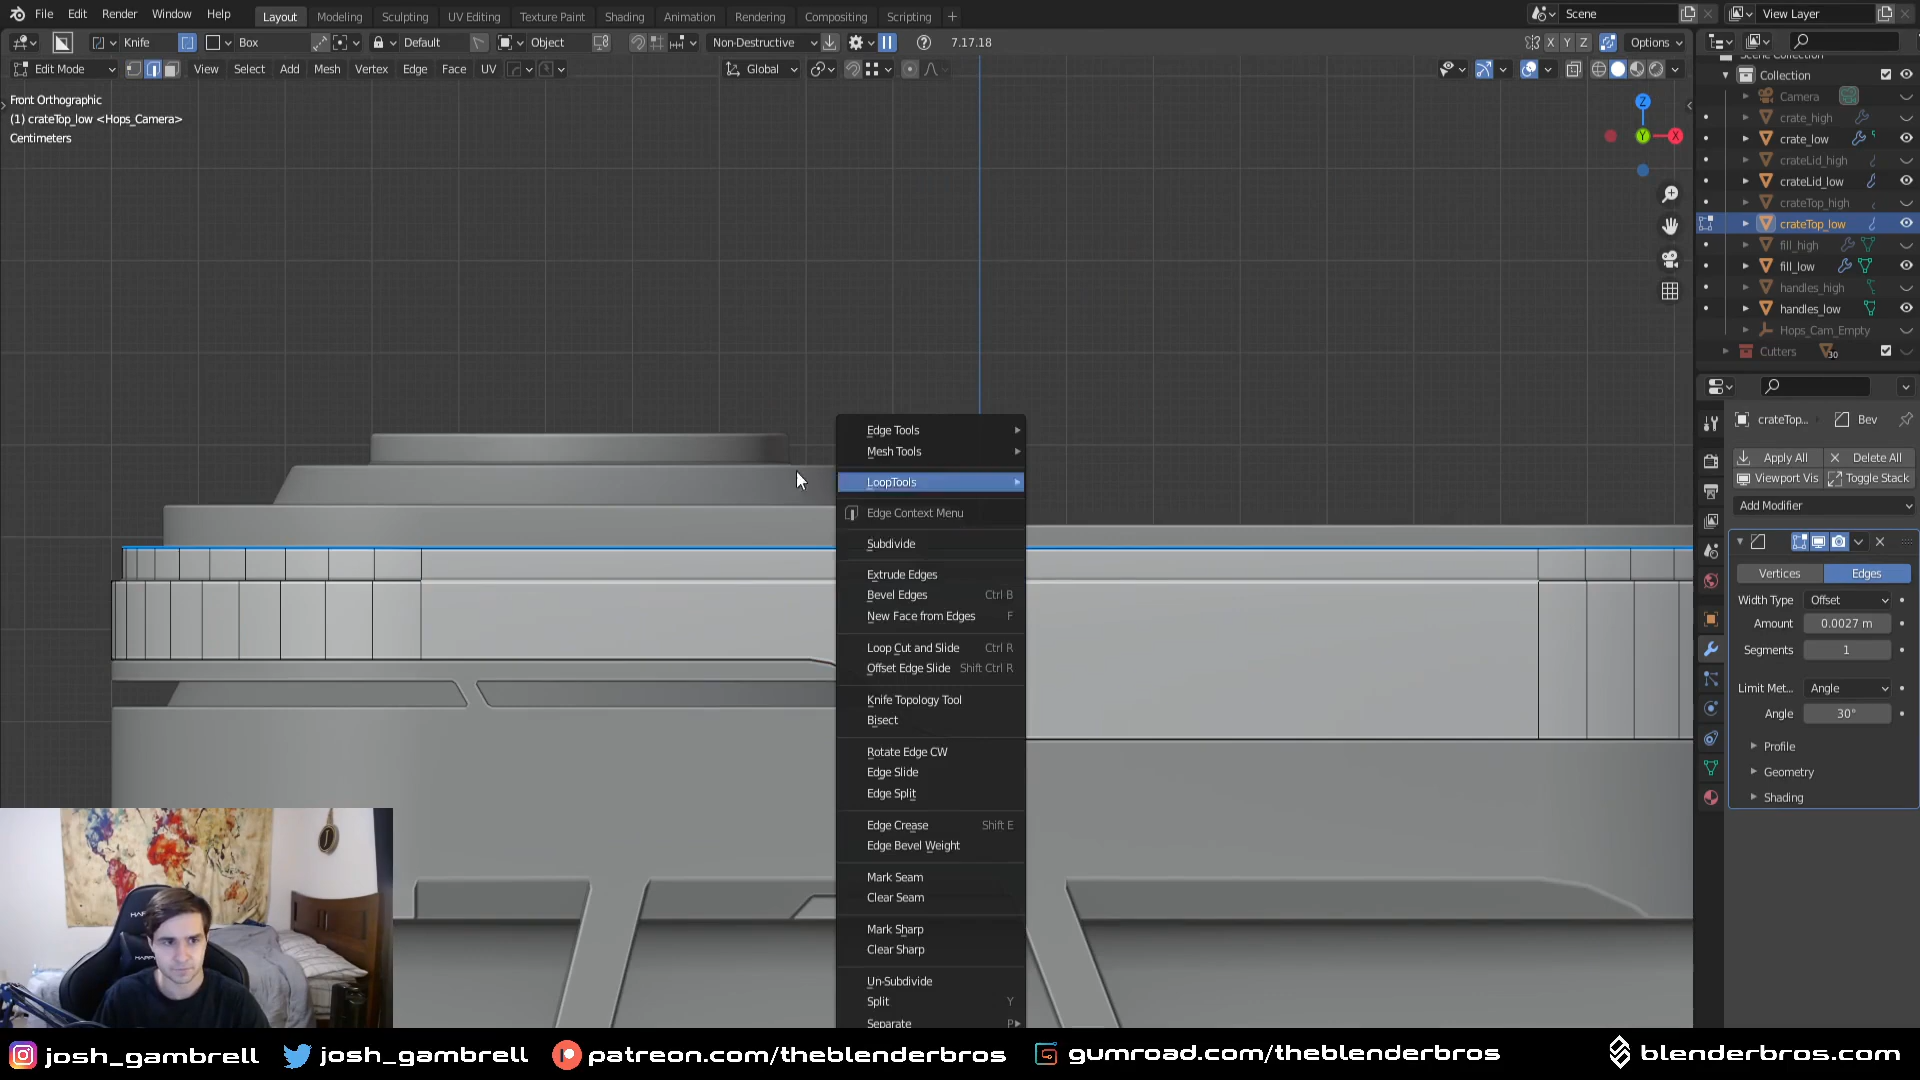 File Edit Render Window Help Layout Modeling Sculpting UV Editing Texture Paint Shading Animation Rendering Compositing Scripting + Scene View Layer
Knife Box Default Object Non-Destructive 7.17.18 X Y Z Options
Edit Mode View Select Add Mesh Vertex Edge Face UV Global
Scene Collection
Collection
Camera
crate_high
crate_low
crateLid_high
crateLid_low
crateTop_high
crateTop_low
fill_high
fill_low
handles_high
handles_low
Hops_Cam_Empty
Cutters 30
Front Orthographic
(1) crateTop_low <Hops_Camera>
Centimeters
Z
Y
X
Edge Tools
Mesh Tools
LoopTools
Edge Context Menu
Subdivide
Extrude Edges
Bevel Edges Ctrl B
New Face from Edges F
Loop Cut and Slide Ctrl R
Offset Edge Slide Shift Ctrl R
Knife Topology Tool
Bisect
Rotate Edge CW
Edge Slide
Edge Split
Edge Crease Shift E
Edge Bevel Weight
Mark Seam
Clear Seam
Mark Sharp
Clear Sharp
Un-Subdivide
Split Y
Separate P
crateTop... Bev
Apply All Delete All
Viewport Vis Toggle Stack
Add Modifier
Vertices Edges
Width Type Offset
Amount 0.0027 m
Segments 1
Limit Met... Angle
Angle 30°
Profile
Geometry
Shading
josh_gambrell josh_gambrell patreon.com/theblenderbros gumroad.com/theblenderbros blenderbros.com